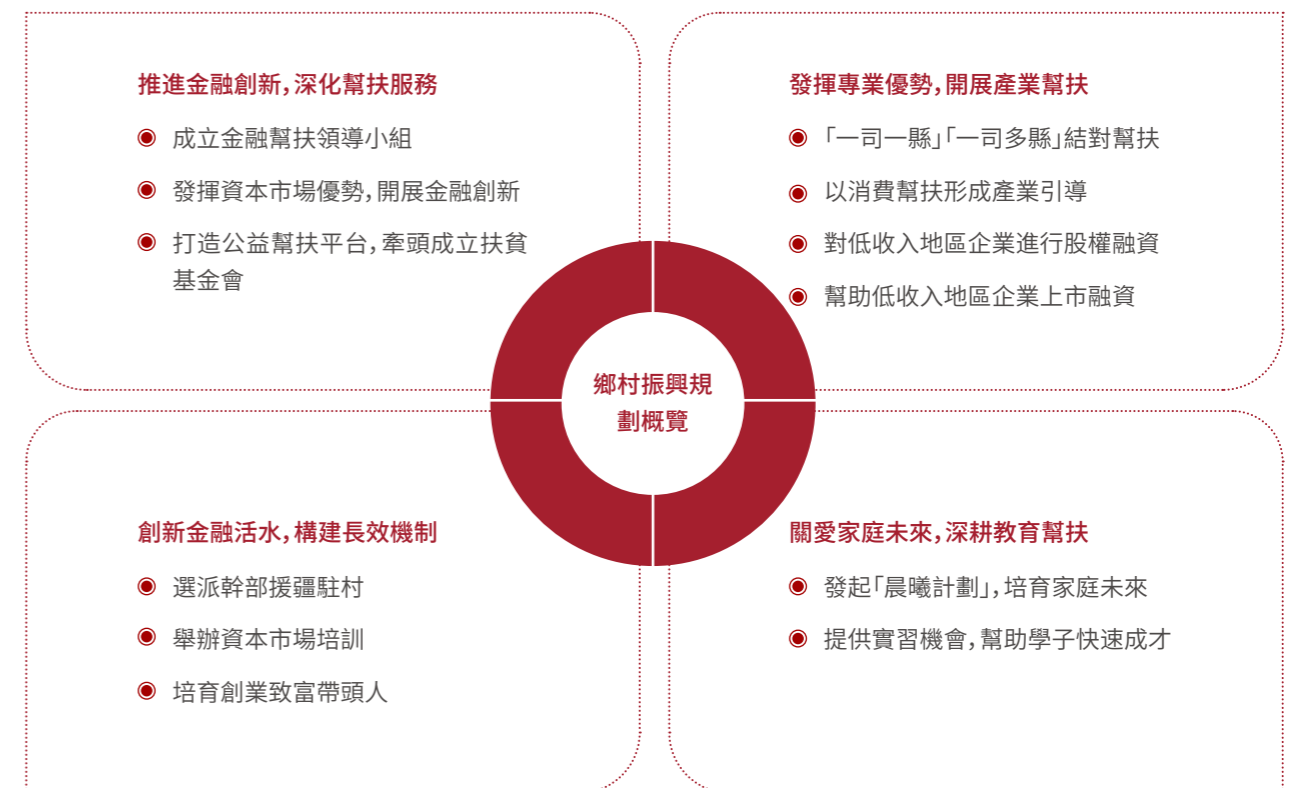 推進金融創新，深化幫扶服務
成立金融幫扶領導小組
發揮資本市場優勢，開展金融創新
打造公益幫扶平台，牽頭成立扶貧
基金會
發揮專業優勢，開展產業幫扶
「一司一縣」「一司多縣」結對幫扶
以消費幫扶形成產業引導
對低收入地區企業進行股權融資
幫助低收入地區企業上市融資
鄉村振興規
劃概覽
創新金融活水，構建長效機制
選派幹部援疆駐村
舉辦資本市場培訓
培育創業致富帶頭人
關愛家庭未來，深耕教育幫扶
發起「晨曦計劃」，培育家庭未來
提供實習機會，幫助學子快速成才